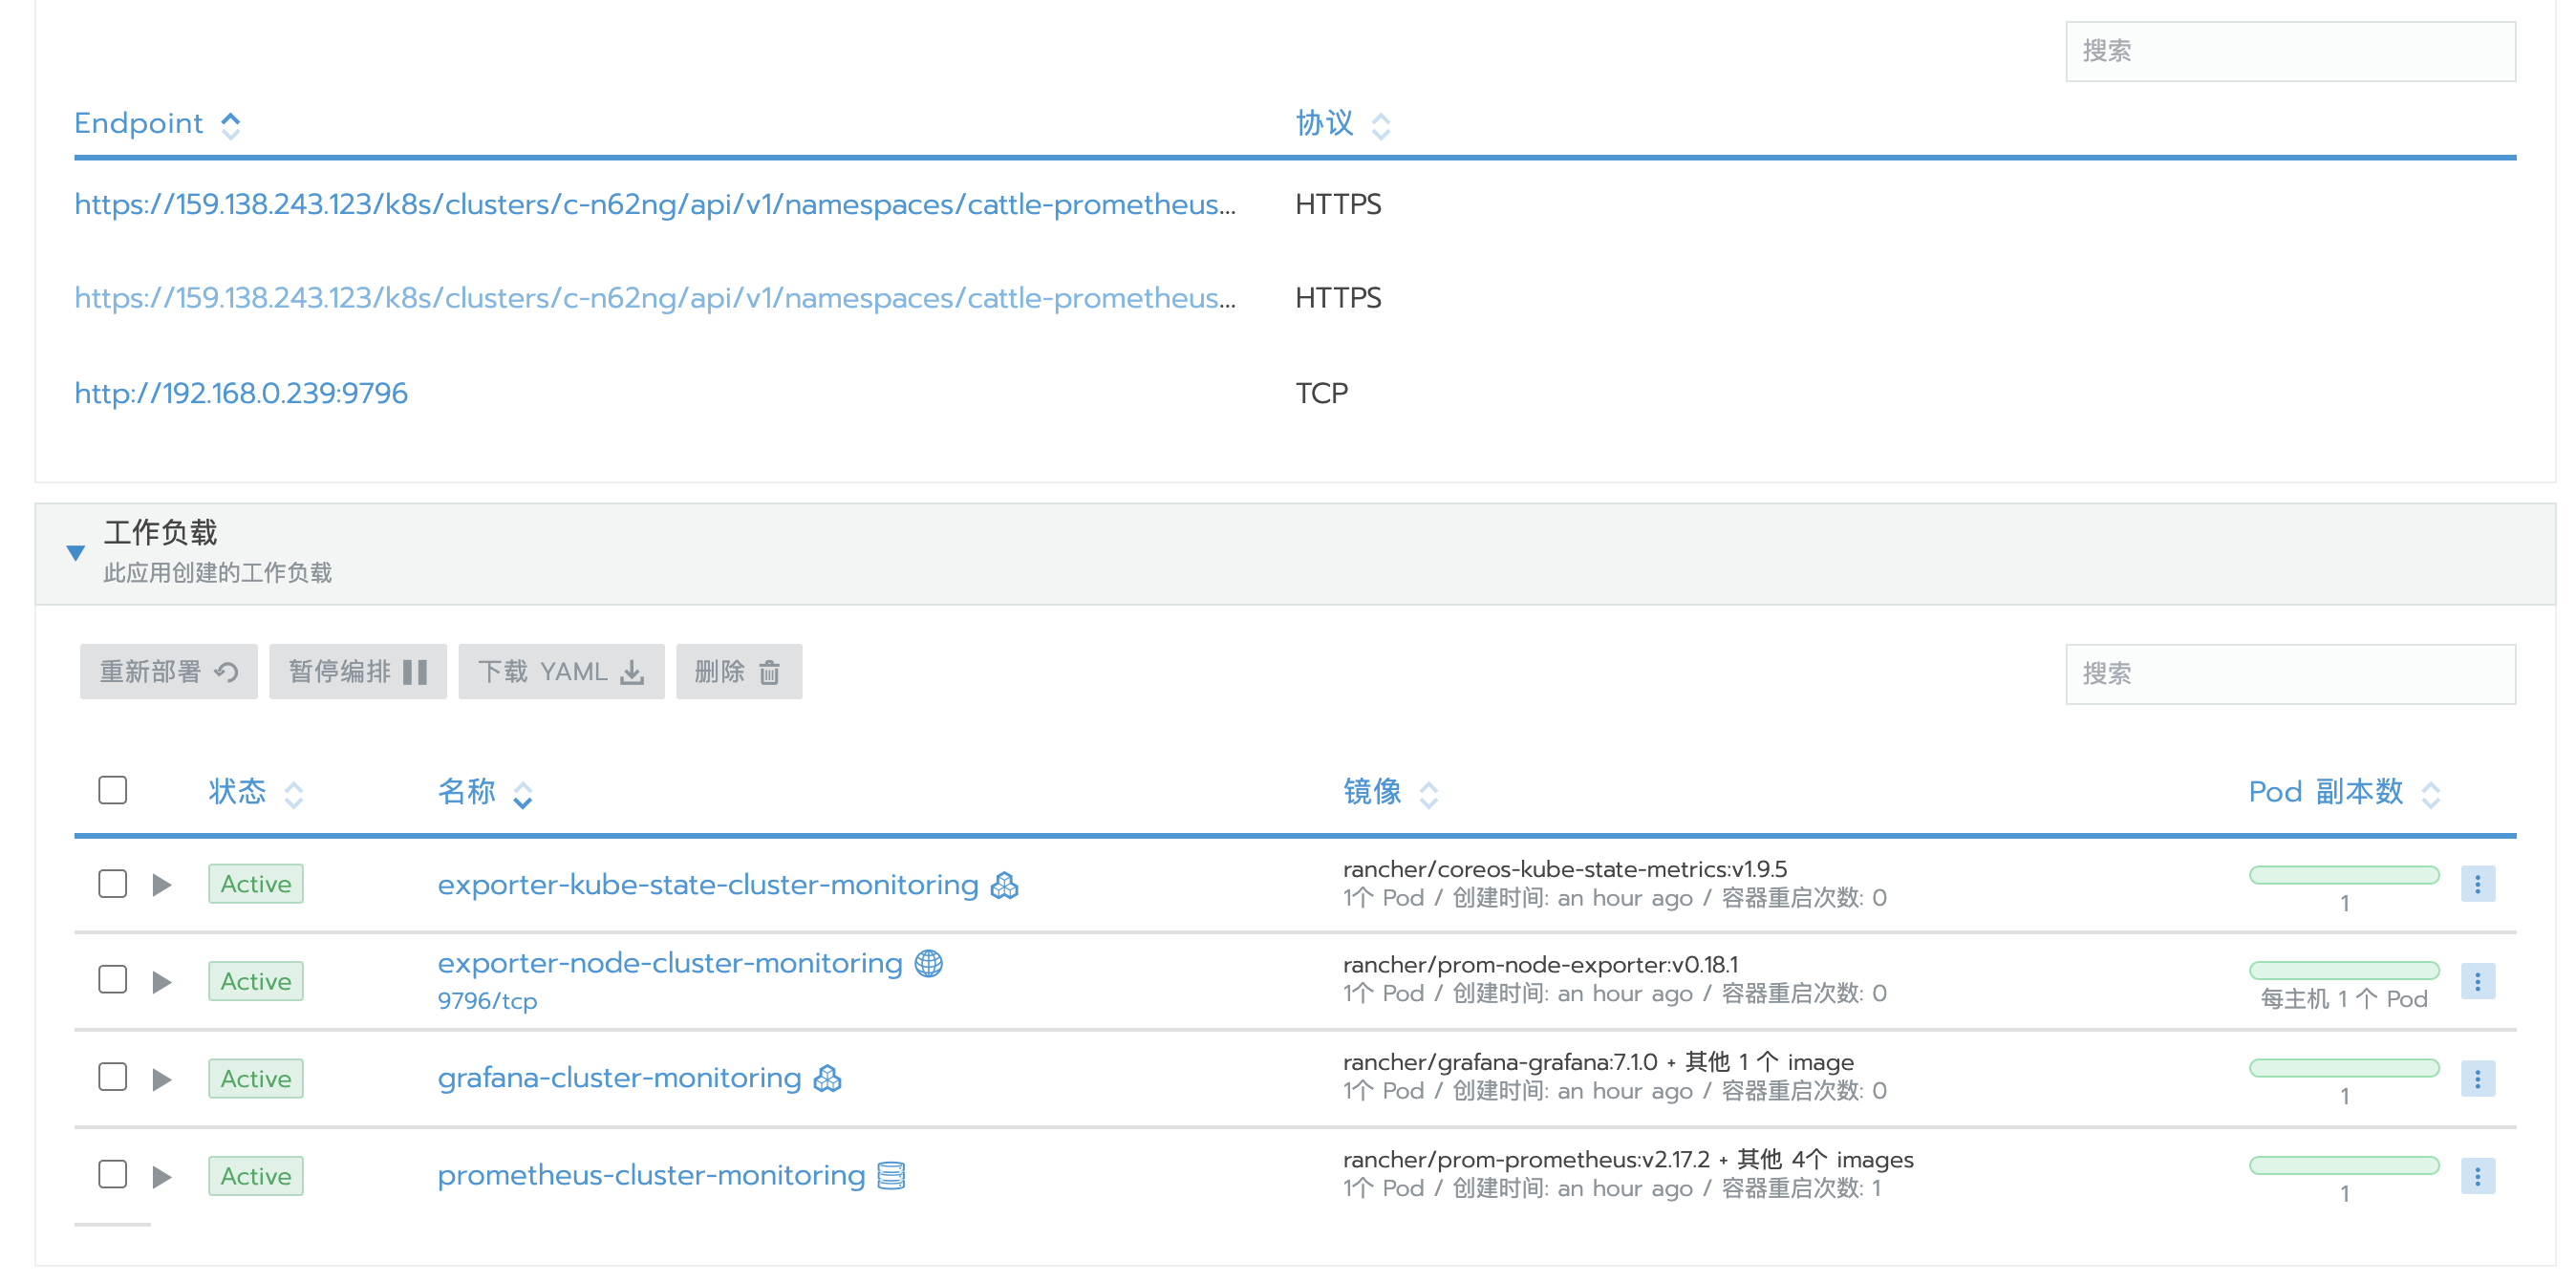 搜索
Endpoint
协议
https://159.138.243.123/k8s/clusters/c-n62ng/api/v1/namespaces/cattle-prometheus...
HTTPS
https://159.138.243.123/k8s/clusters/c-n62ng/api/v1/namespaces/cattle-prometheus...
HTTPS
http://192.168.0.239:9796
TCP
工作负载
此应用创建的工作负载
重新部署
暂停编排
下载 YAML
删除
搜索
状态
名称
镜像
Pod 副本数
Active
exporter-kube-state-cluster-monitoring
rancher/coreos-kube-state-metrics:v1.9.5
1个 Pod / 创建时间: an hour ago / 容器重启次数: 0
1
Active
exporter-node-cluster-monitoring
9796/tcp
rancher/prom-node-exporter:v0.18.1
1个 Pod / 创建时间: an hour ago / 容器重启次数: 0
每主机 1 个 Pod
Active
grafana-cluster-monitoring
rancher/grafana-grafana:7.1.0 + 其他 1 个 image
1个 Pod / 创建时间: an hour ago / 容器重启次数: 0
1
Active
prometheus-cluster-monitoring
rancher/prom-prometheus:v2.17.2 + 其他 4个 images
1个 Pod / 创建时间: an hour ago / 容器重启次数: 1
1